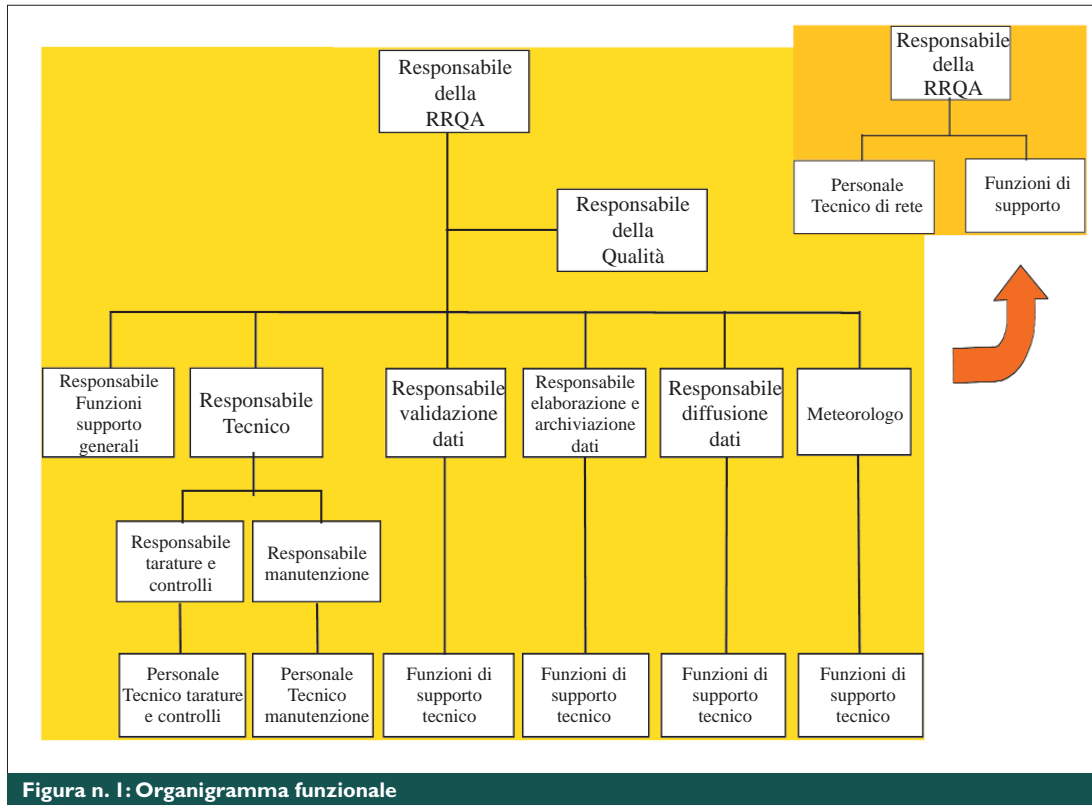 Responsabile
della
RRQA
Responsabile
della
RRQA
Personale
Tecnico di rete
Funzioni di
supporto
Responsabile
della
Qualità
Responsabile
Funzioni
supporto
generali
Responsabile
Tecnico
Responsabile
validazione
dati
Responsabile
elaborazione e
archiviazione
dati
Responsabile
diffusione
dati
Meteorologo
Responsabile
tarature e
controlli
Responsabile
manutenzione
Personale
Tecnico tarature
e controlli
Personale
Tecnico
manutenzione
Funzioni di
supporto
tecnico
Funzioni di
supporto
tecnico
Funzioni di
supporto
tecnico
Funzioni di
supporto
tecnico
Figura n. 1: Organigramma funzionale